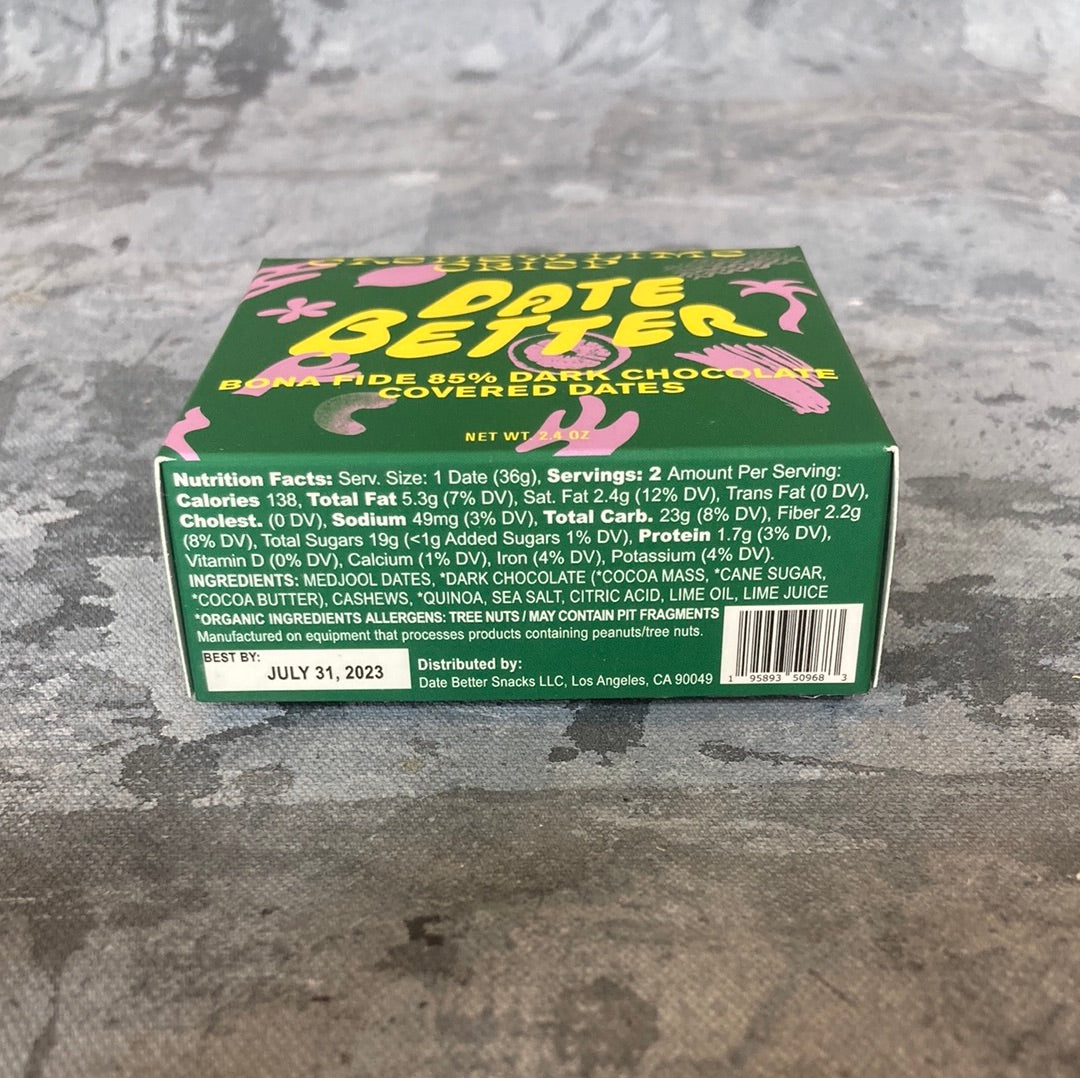 CASHEW LIME
CRISP
DATE
BETTER
BONA FIDE 85% DARK CHOCOLATE
COVERED DATES
NET WT. 2.4 OZ
Nutrition Facts: Serv. Size: 1 Date (36g), Servings: 2 Amount Per Serving:
Calories 138, Total Fat 5.3g (7% DV), Sat. Fat 2.4g (12% DV), Trans Fat (0 DV),
Cholest. (0 DV), Sodium 49mg (3% DV), Total Carb. 23g (8% DV), Fiber 2.2g
(8% DV), Total Sugars 19g (<1g Added Sugars 1% DV), Protein 1.7g (3% DV),
Vitamin D (0% DV), Calcium (1% DV), Iron (4% DV), Potassium (4% DV).
INGREDIENTS: MEDJOOL DATES, *DARK CHOCOLATE (*COCOA MASS, *CANE SUGAR,
*COCOA BUTTER), CASHEWS, *QUINOA, SEA SALT, CITRIC ACID, LIME OIL, LIME JUICE
*ORGANIC INGREDIENTS ALLERGENS: TREE NUTS / MAY CONTAIN PIT FRAGMENTS
Manufactured on equipment that processes products containing peanuts/tree nuts.
BEST BY:
JULY 31, 2023
Distributed by:
Date Better Snacks LLC, Los Angeles, CA 90049
1 95893 50968 3